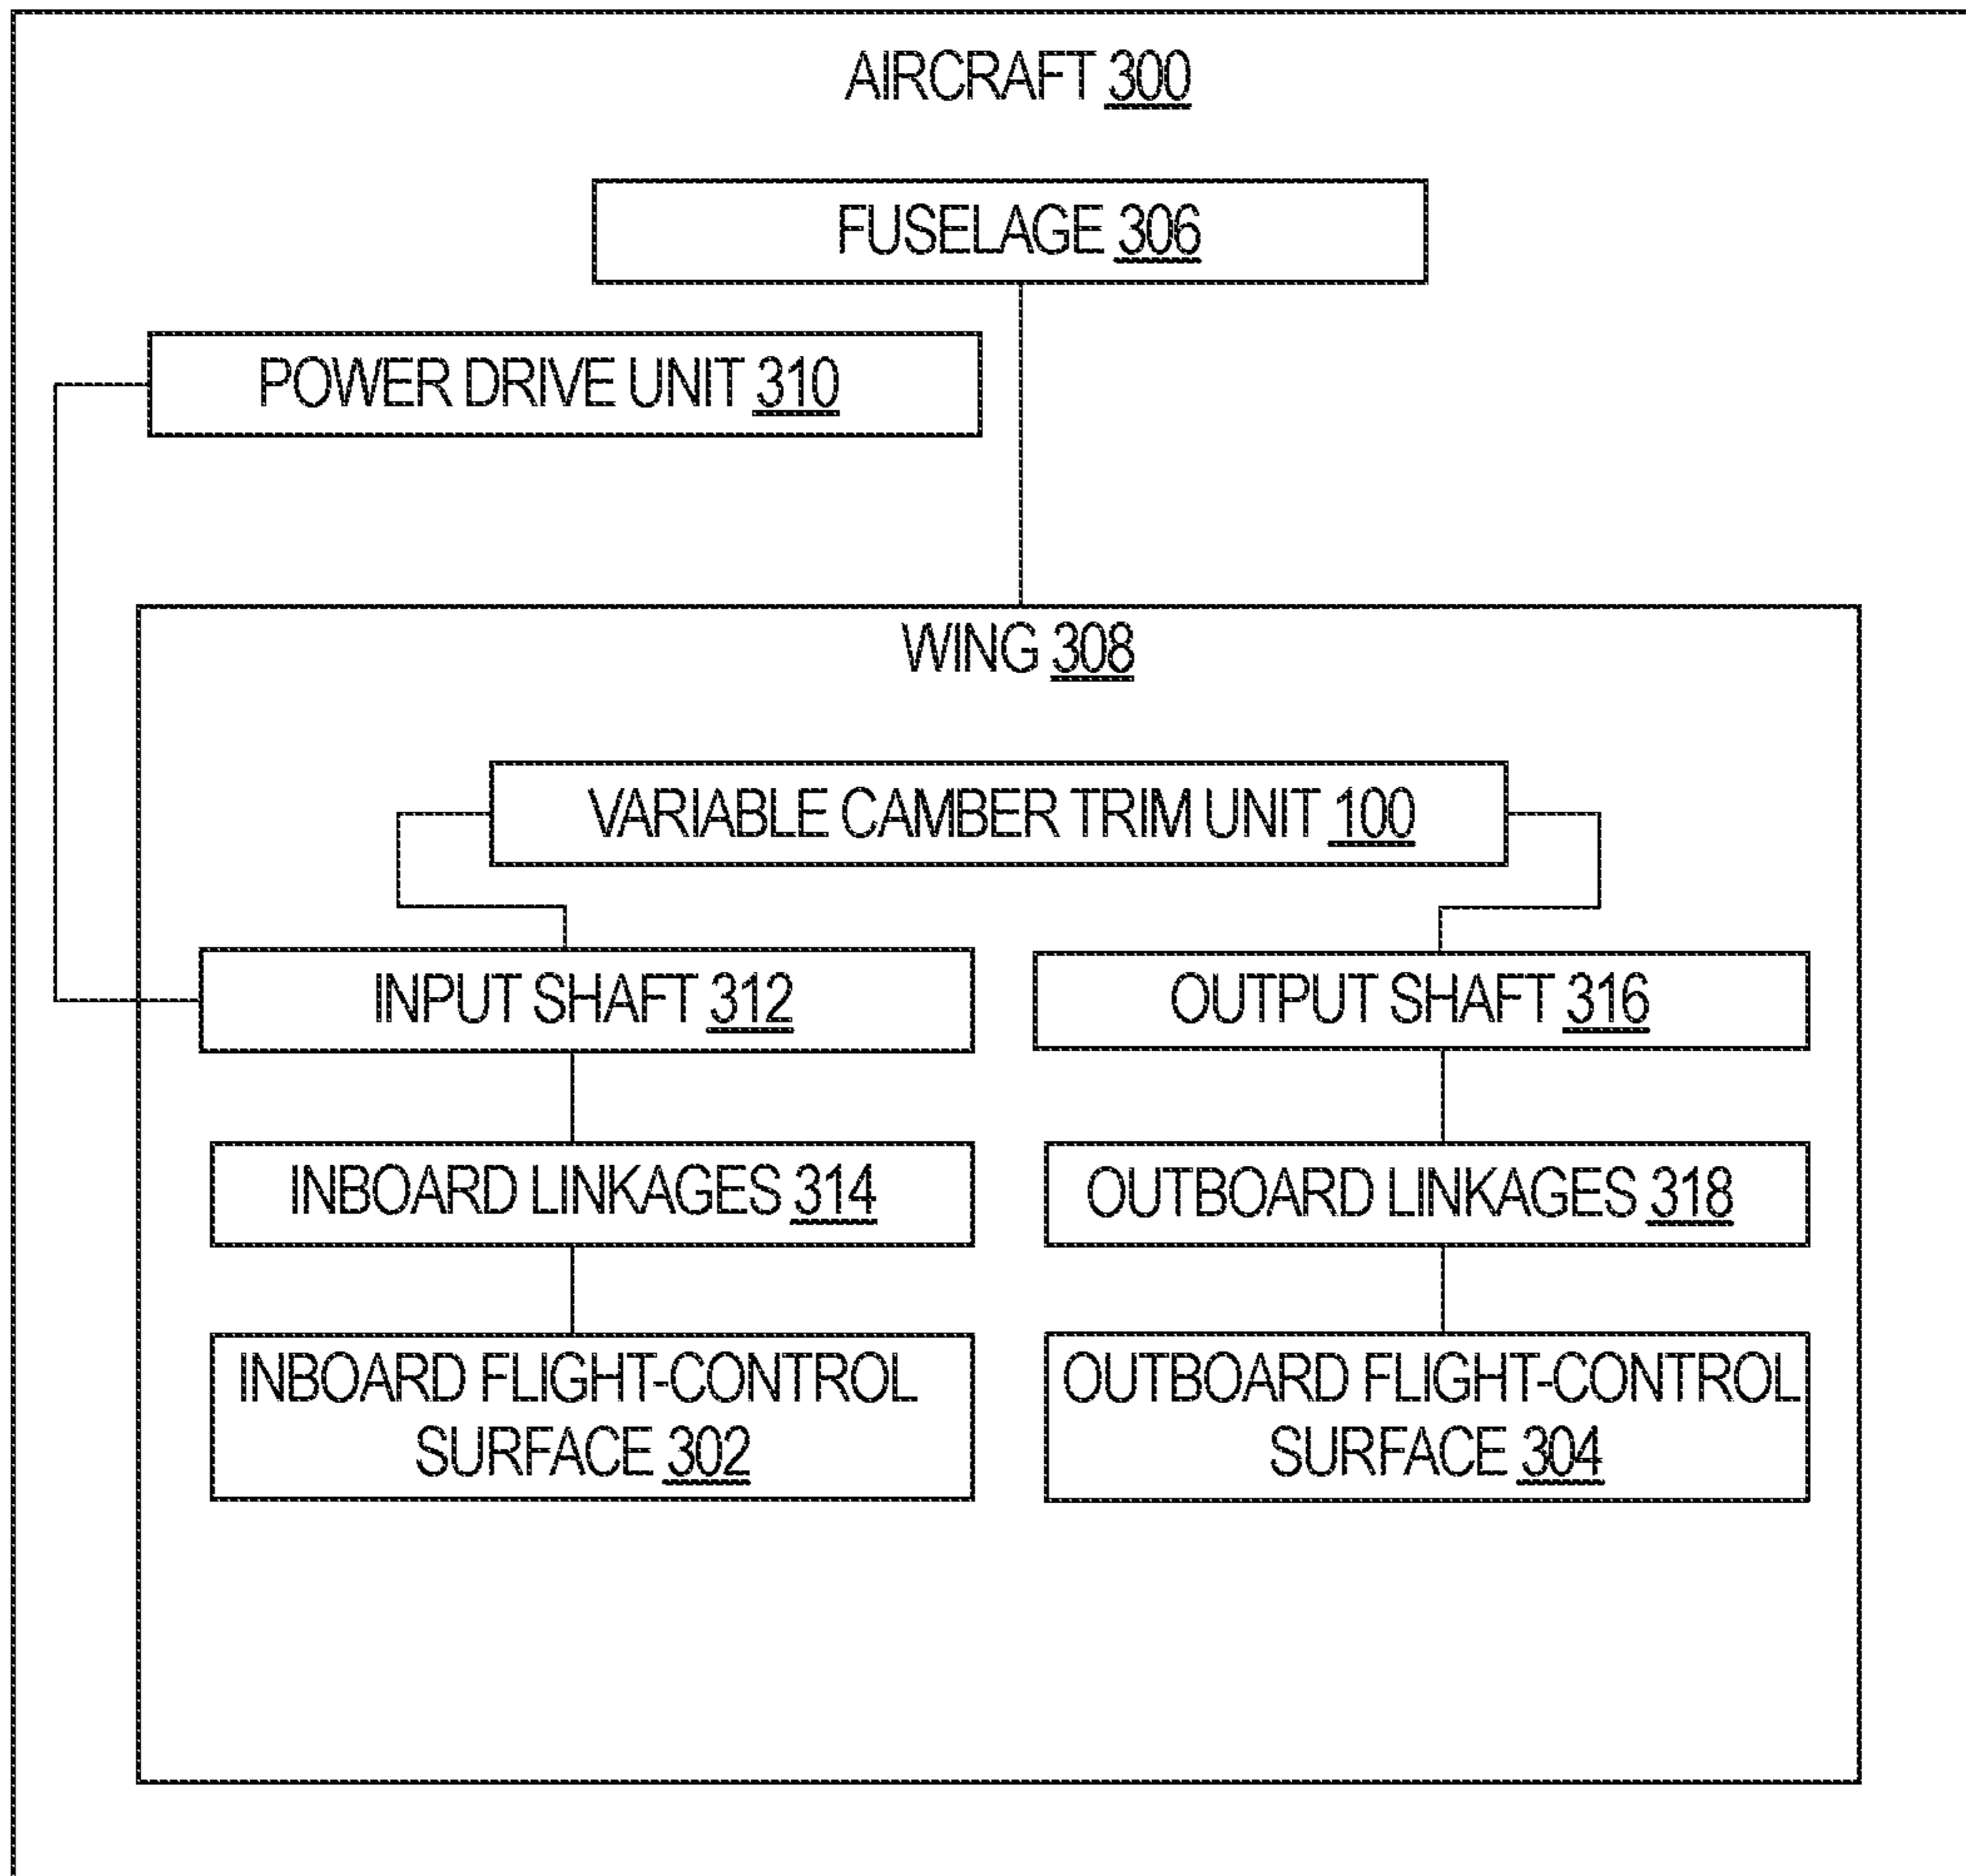 AIRCRAFT 300
FUSELAGE 306
POWER DRIVE UNIT 310
WING 308
VARIABLE CAMBER TRIM UNIT 100
INPUT SHAFT 312
OUTPUT SHAFT 316
INBOARD LINKAGES 314
OUTBOARD LINKAGES 318
INBOARD FLIGHT-CONTROL
SURFACE 302
OUTBOARD FLIGHT-CONTROL
SURFACE 304